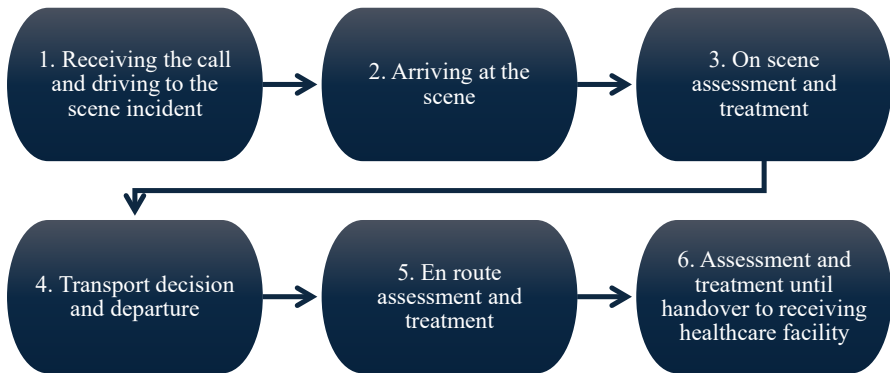 1. Receiving the call
and driving to the
scene incident
2. Arriving at the
scene
3. On scene
assessment and
treatment
4. Transport decision
and departure
5. En route
assessment and
treatment
6. Assessment and
treatment until
handover to receiving
healthcare facility